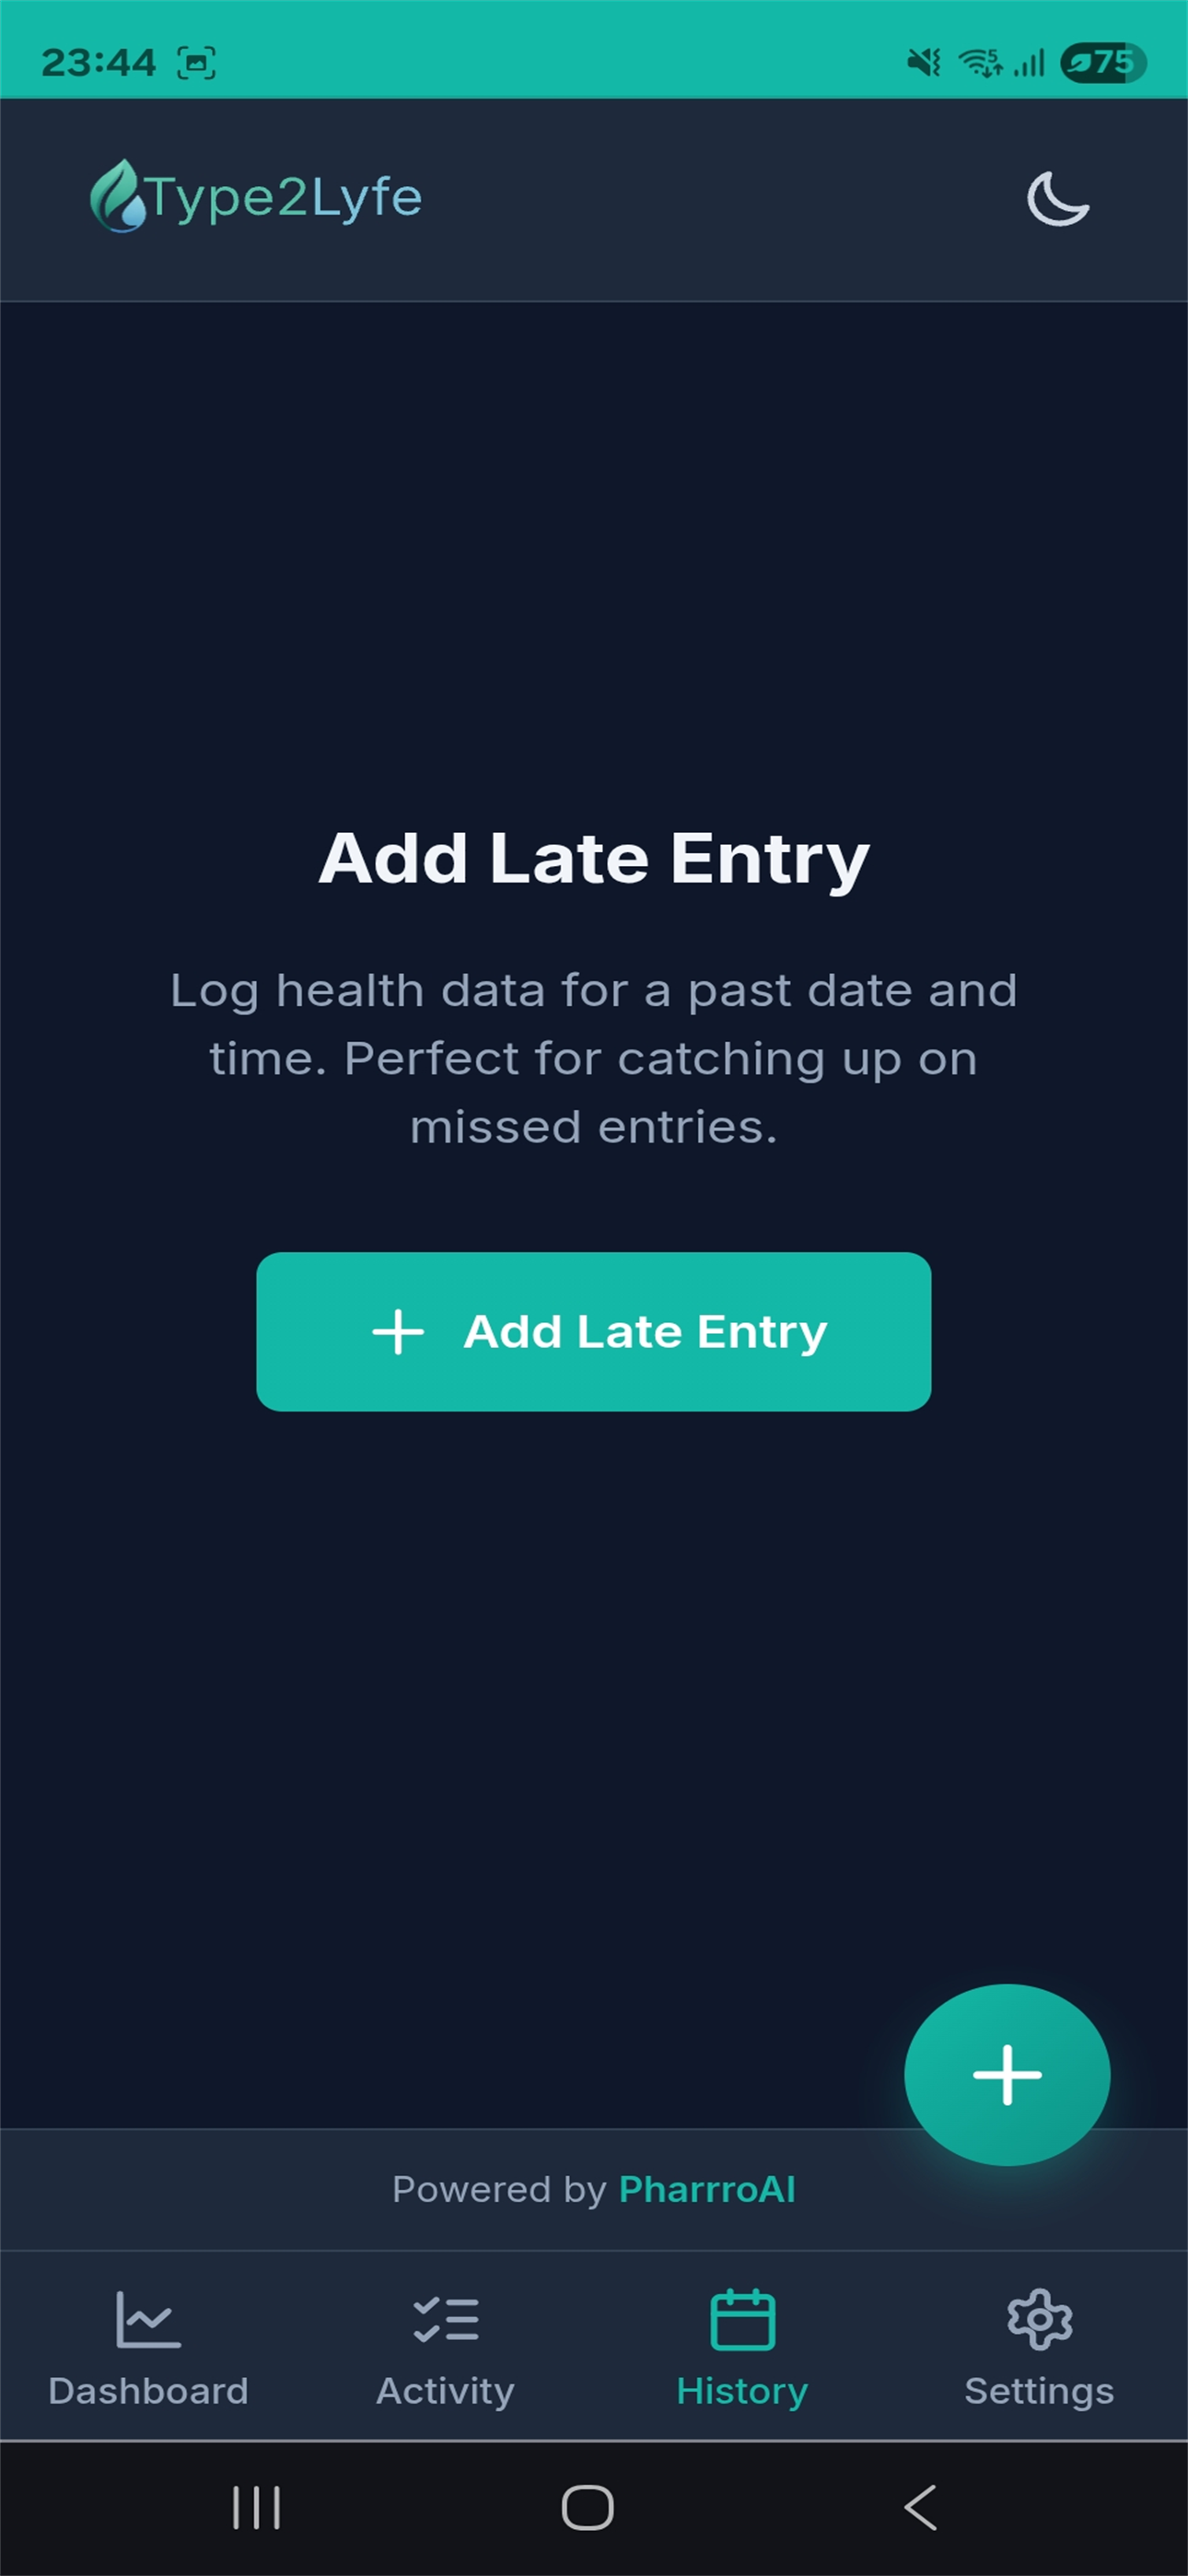 23:44
5
75
Type2Lyfe
Add Late Entry
Log health data for a past date and
time. Perfect for catching up on
missed entries.
Add Late Entry
Powered by PharrroAI
Dashboard
Activity
History
Settings